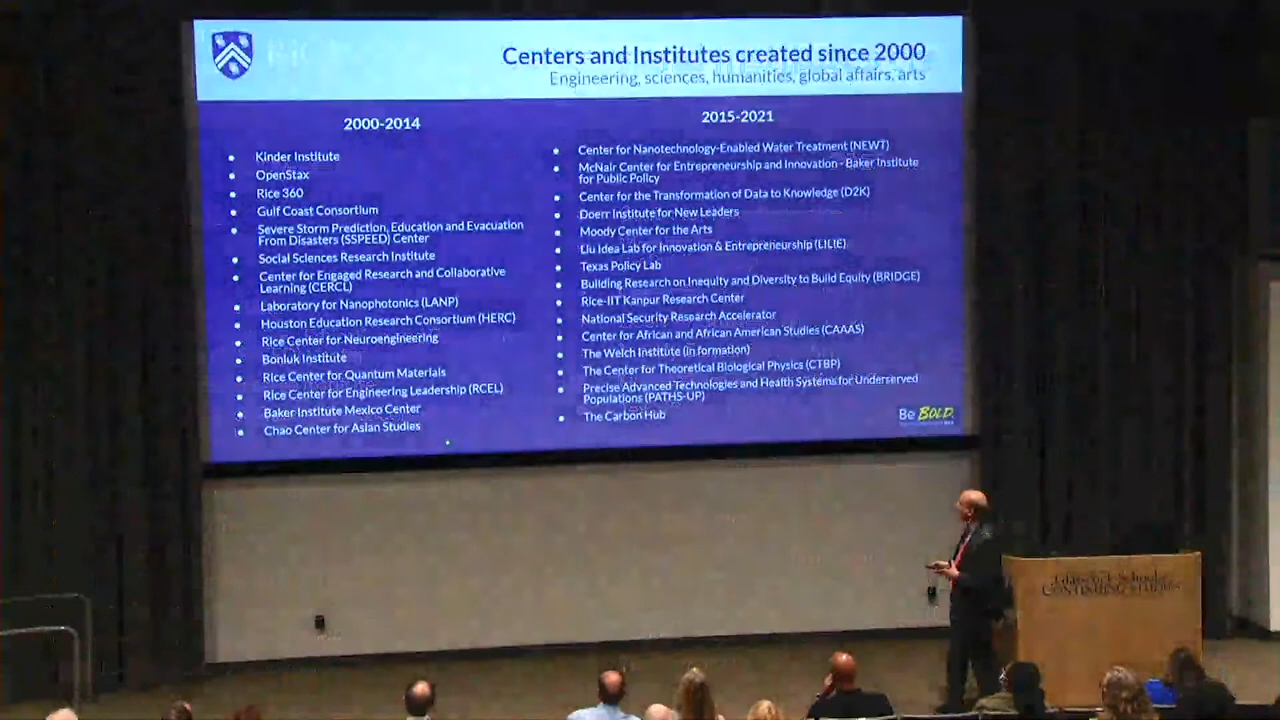 Centers and Institutes created since 2000
Engineering, sciences, humanities, global affairs, arts
2000-2014
Kinder Institute
OpenStax
Rice 360
Gulf Coast Consortium
Severe Storm Prediction, Education and Evacuation
From Disasters (SSPEED) Center
Social Sciences Research Institute
Center for Engaged Research and Collaborative
Learning (CERCL)
Laboratory for Nanophotonics (LANP)
Houston Education Research Consortium (HERC)
Rice Center for Neuroengineering
Boniuk Institute
Rice Center for Quantum Materials
Rice Center for Engineering Leadership (RCEL)
Baker Institute Mexico Center
Chao Center for Asian Studies
2015-2021
Center for Nanotechnology-Enabled Water Treatment (NEWT)
McNair Center for Entrepreneurship and Innovation - Baker Institute
for Public Policy
Center for the Transformation of Data to Knowledge (D2K)
Doerr Institute for New Leaders
Moody Center for the Arts
Liu Idea Lab for Innovation & Entrepreneurship (LILIE)
Texas Policy Lab
Building Research on Inequity and Diversity to Build Equity (BRIDGE)
Rice-IIT Kanpur Research Center
National Security Research Accelerator
Center for African and African American Studies (CAAAS)
The Welch Institute (in formation)
The Center for Theoretical Biological Physics (CTBP)
Precise Advanced Technologies and Health Systems for Underserved
Populations (PATHS-UP)
The Carbon Hub
Be BOLD.
Glasscock School of
CONTINUING STUDIES